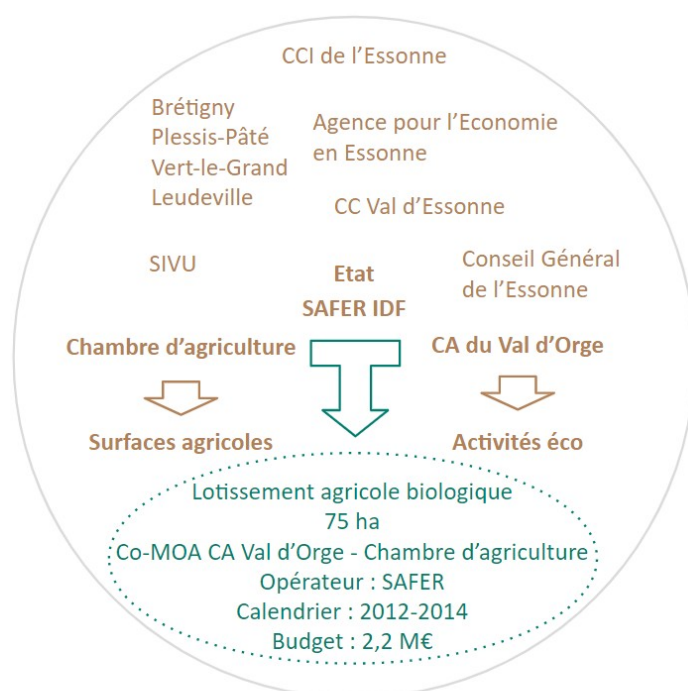 CCI de l'Essonne
Brétigny
Plessis-Pâté
Vert-le-Grand
Leudeville
Agence pour l'Economie
en Essonne
CC Val d'Essonne
SIVU
Etat
SAFER IDF
Conseil Général
de l'Essonne
Chambre d'agriculture
CA du Val d'Orge
Surfaces agricoles
Activités éco
Lotissement agricole biologique
75 ha
Co-MOA CA Val d'Orge - Chambre d'agriculture
Opérateur : SAFER
Calendrier : 2012-2014
Budget : 2,2 M€